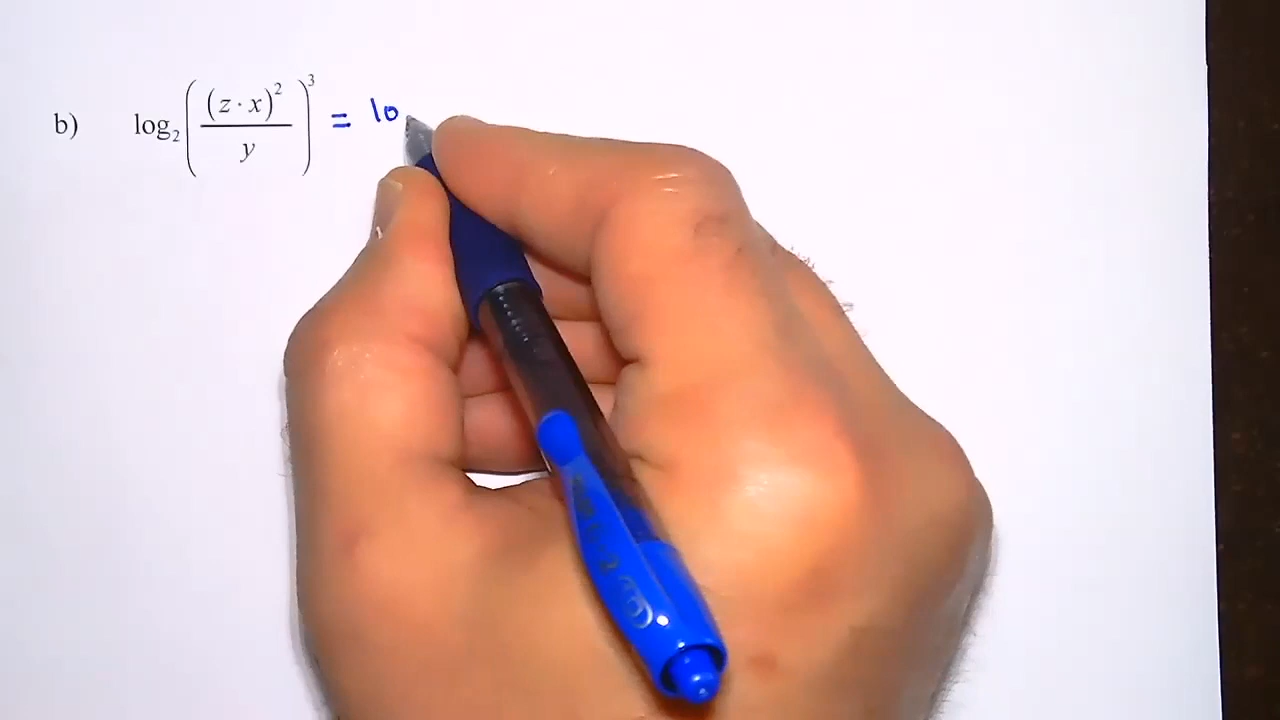 b) log₂((z · x)² / y)³ = lo